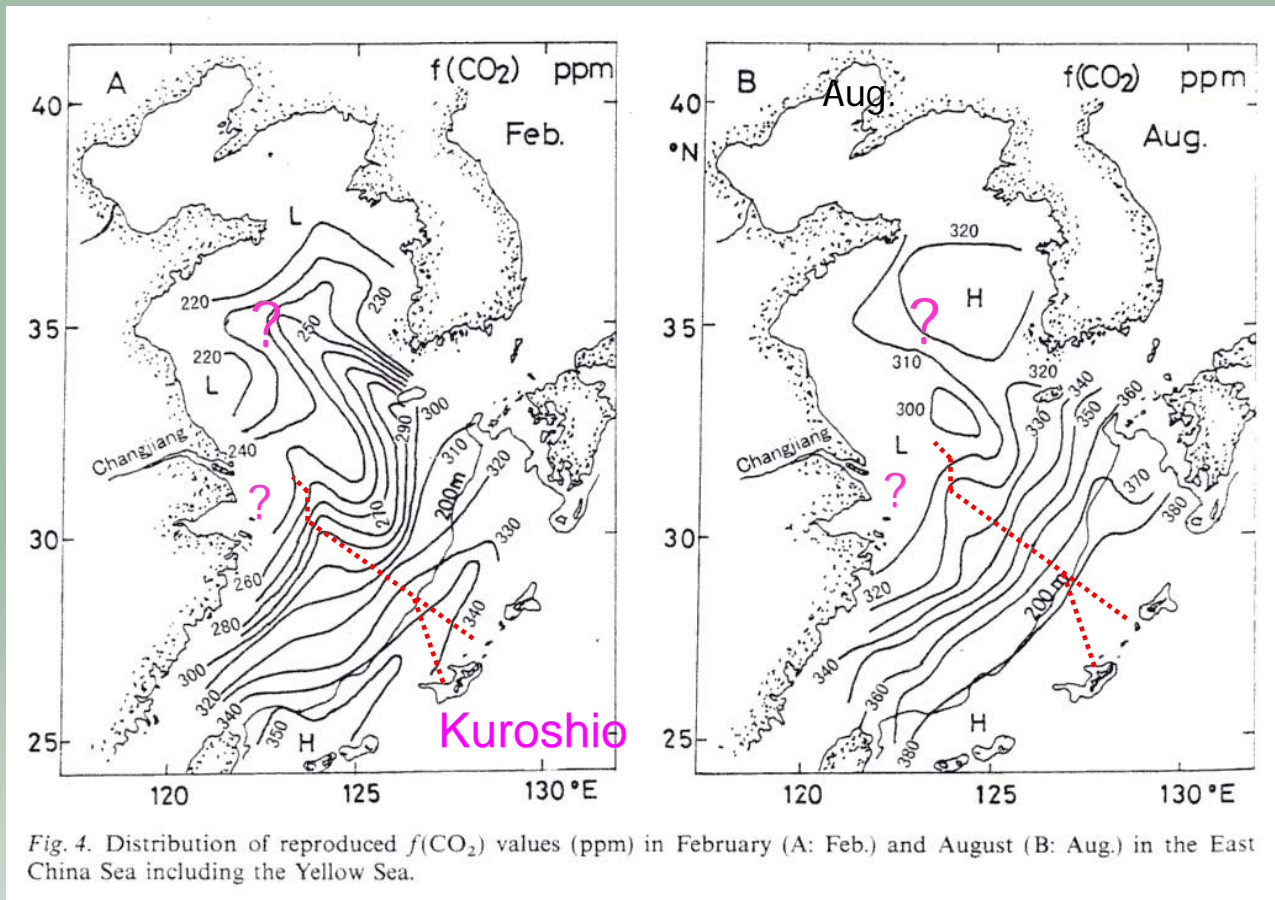 A
f(CO₂) ppm
Feb.
40
35
30
25
120
125
130 °E
L
220
230
?
250
220
L
240
Changjiang
?
260
280
300
320
340
350
H
270
290
300
310
320
200m
330
340
Kuroshio
B
Aug.
f(CO₂) ppm
Aug.
40
°N
35
30
25
120
125
130 °E
320
H
?
310
300
320
330
340
350
360
L
Changjiang
?
370
380
320
200m
340
360
380
H
Fig. 4. Distribution of reproduced f(CO₂) values (ppm) in February (A: Feb.) and August (B: Aug.) in the East
China Sea including the Yellow Sea.